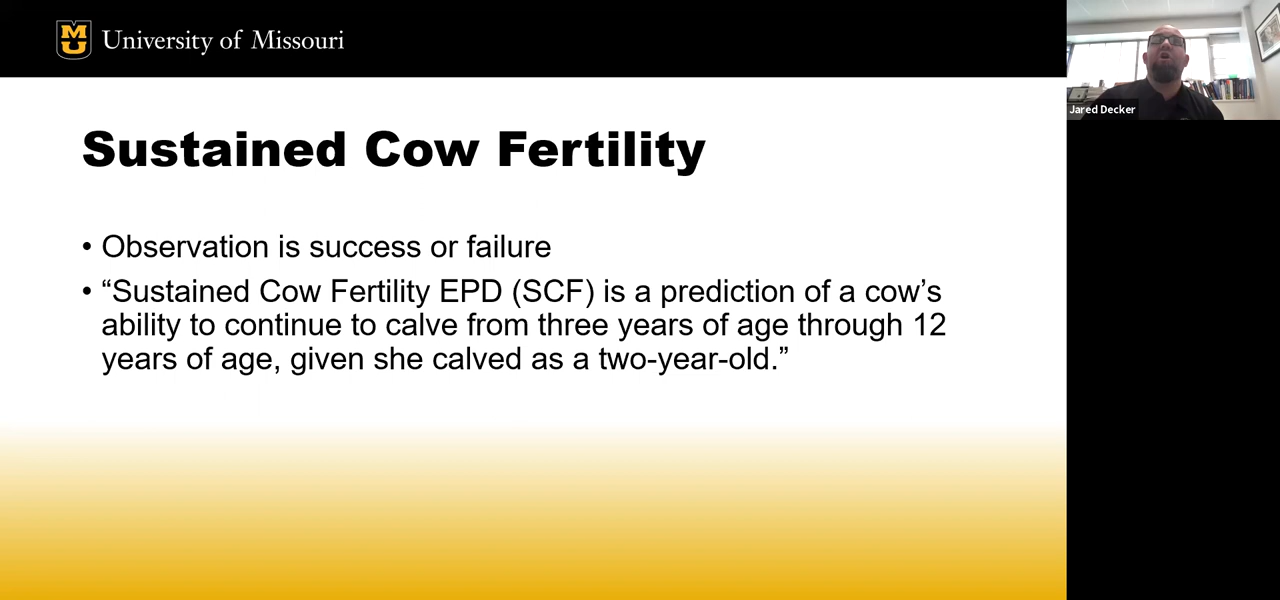 University of Missouri
Jared Decker
Sustained Cow Fertility
• Observation is success or failure
• “Sustained Cow Fertility EPD (SCF) is a prediction of a cow’s
ability to continue to calve from three years of age through 12
years of age, given she calved as a two-year-old.”